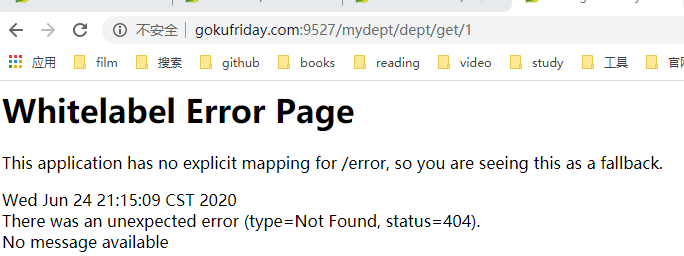 不安全 | gokufriday.com:9527/mydept/dept/get/1
应用 film 搜索 github books reading video study 工具
Whitelabel Error Page
This application has no explicit mapping for /error, so you are seeing this as a fallback.
Wed Jun 24 21:15:09 CST 2020
There was an unexpected error (type=Not Found, status=404).
No message available